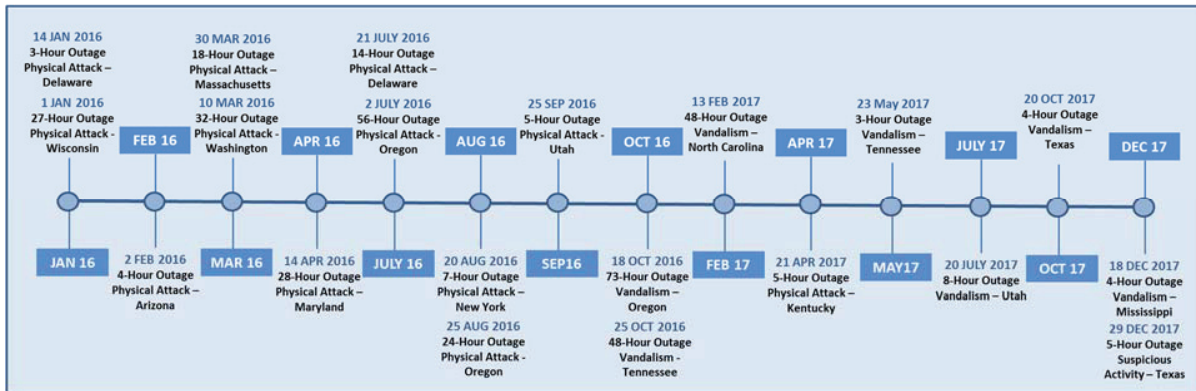 14 JAN 2016
3-Hour Outage
Physical Attack –
Delaware
1 JAN 2016
27-Hour Outage
Physical Attack -
Wisconsin
JAN 16
FEB 16
2 FEB 2016
4-Hour Outage
Physical Attack –
Arizona
30 MAR 2016
18-Hour Outage
Physical Attack –
Massachusetts
10 MAR 2016
32-Hour Outage
Physical Attack -
Washington
MAR 16
APR 16
14 APR 2016
28-Hour Outage
Physical Attack –
Maryland
21 JULY 2016
14-Hour Outage
Physical Attack –
Delaware
2 JULY 2016
56-Hour Outage
Physical Attack -
Oregon
JULY 16
AUG 16
20 AUG 2016
7-Hour Outage
Physical Attack
– New York
25 AUG 2016
24-Hour Outage
Physical Attack -
Oregon
25 SEP 2016
5-Hour Outage
Physical Attack -
Utah
SEP16
OCT 16
18 OCT 2016
73-Hour Outage
Vandalism –
Oregon
25 OCT 2016
48-Hour Outage
Vandalism -
Tennessee
13 FEB 2017
48-Hour Outage
Vandalism –
North Carolina
FEB 17
APR 17
21 APR 2017
5-Hour Outage
Physical Attack –
Kentucky
23 May 2017
3-Hour Outage
Vandalism –
Tennessee
MAY17
JULY 17
20 JULY 2017
8-Hour Outage
Vandalism – Utah
20 OCT 2017
4-Hour Outage
Vandalism –
Texas
OCT 17
DEC 17
18 DEC 2017
4-Hour Outage
Vandalism –
Mississippi
29 DEC 2017
5-Hour Outage
Suspicious
Activity – Texas